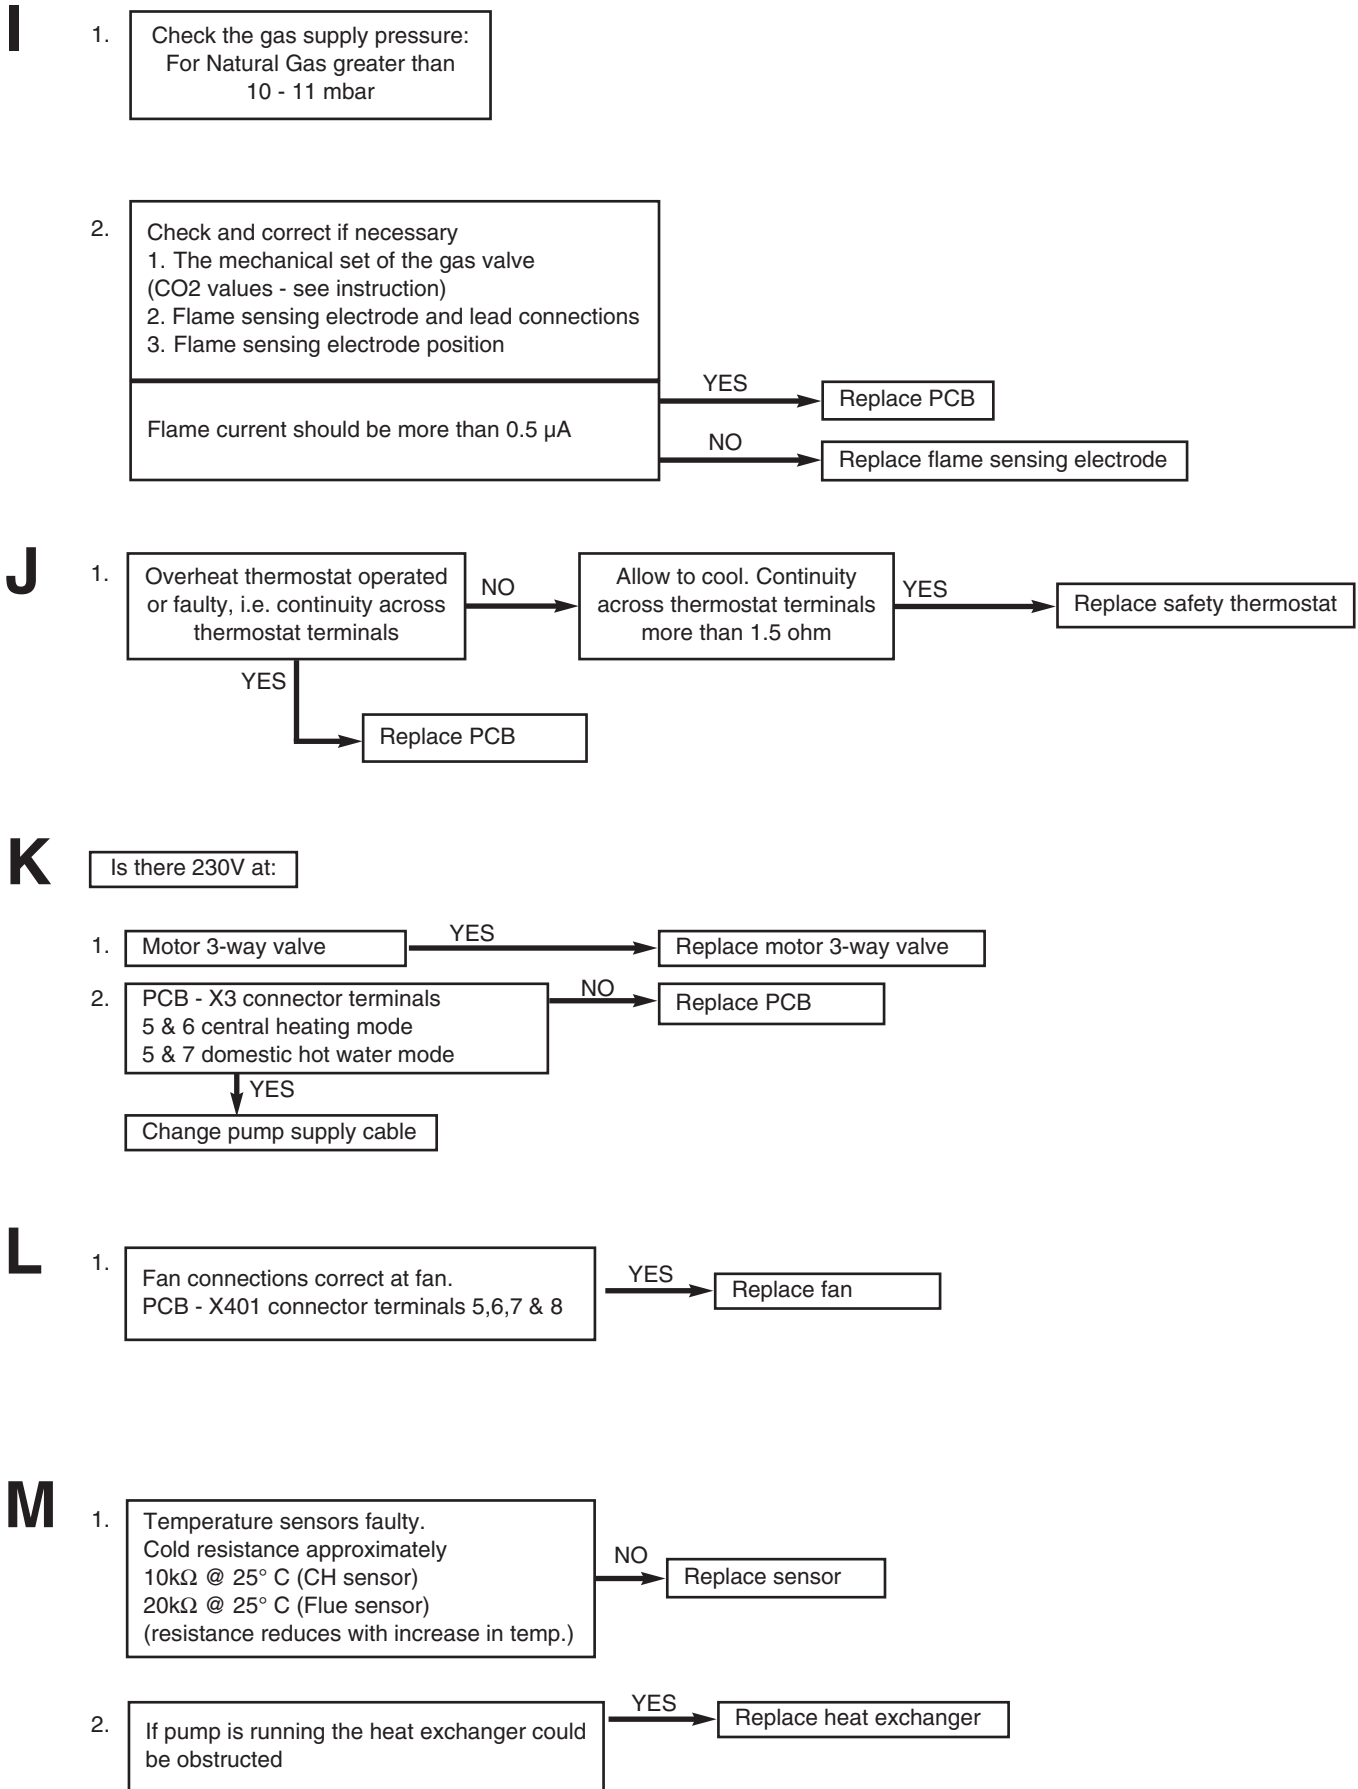 I
1.
Check the gas supply pressure:
For Natural Gas greater than
10 - 11 mbar
2.
Check and correct if necessary
1. The mechanical set of the gas valve
(CO2 values - see instruction)
2. Flame sensing electrode and lead connections
3. Flame sensing electrode position
Flame current should be more than 0.5 μA
YES
Replace PCB
NO
Replace flame sensing electrode
J
1.
Overheat thermostat operated
or faulty, i.e. continuity across
thermostat terminals
NO
Allow to cool. Continuity
across thermostat terminals
more than 1.5 ohm
YES
Replace safety thermostat
YES
Replace PCB
K
Is there 230V at:
1.
Motor 3-way valve
YES
Replace motor 3-way valve
2.
PCB - X3 connector terminals
5 & 6 central heating mode
5 & 7 domestic hot water mode
NO
Replace PCB
YES
Change pump supply cable
L
1.
Fan connections correct at fan.
PCB - X401 connector terminals 5,6,7 & 8
YES
Replace fan
M
1.
Temperature sensors faulty.
Cold resistance approximately
10kΩ @ 25° C (CH sensor)
20kΩ @ 25° C (Flue sensor)
(resistance reduces with increase in temp.)
NO
Replace sensor
2.
If pump is running the heat exchanger could
be obstructed
YES
Replace heat exchanger